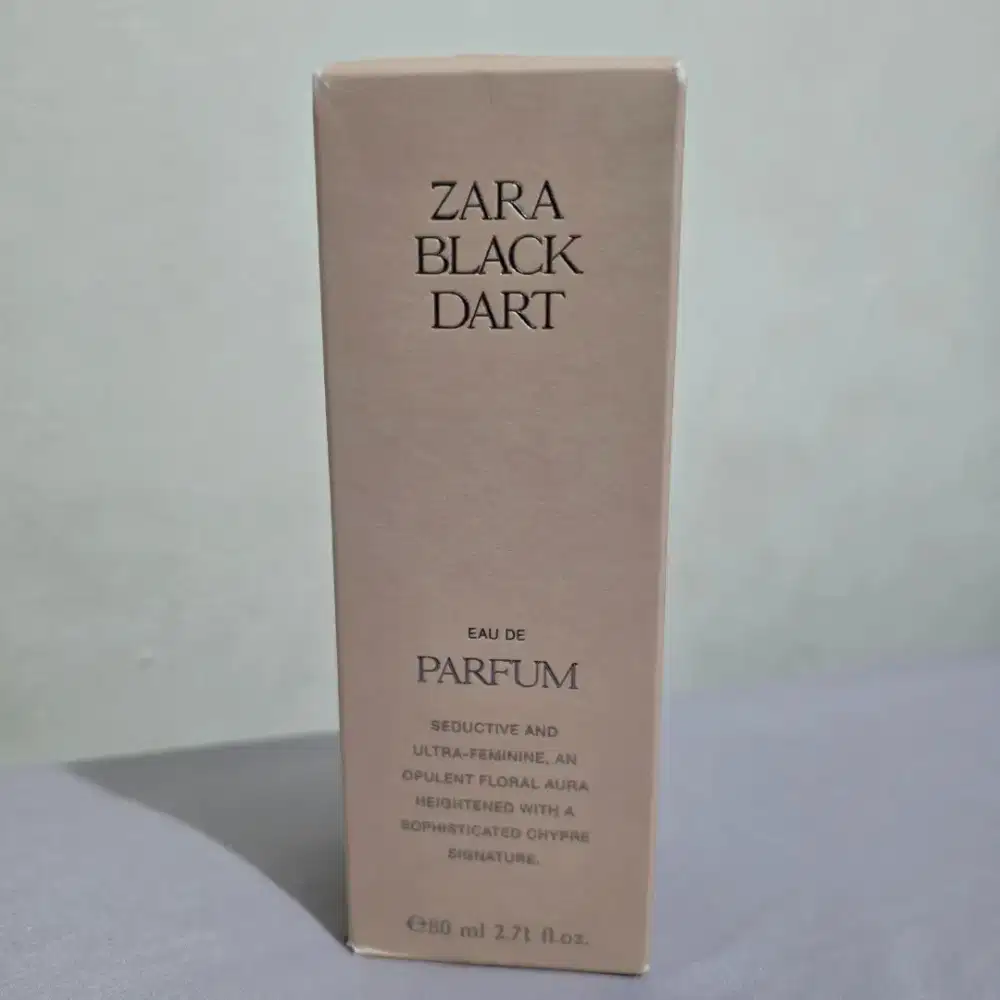 ZARA
BLACK
DART
EAU DE
PARFUM
SEDUCTIVE AND
ULTRA-FEMININE, AN
OPULENT FLORAL AURA
HEIGHTENED WITH A
SOPHISTICATED CHYPRE
SIGNATURE.
℮80 ml 2.71 fl.oz.